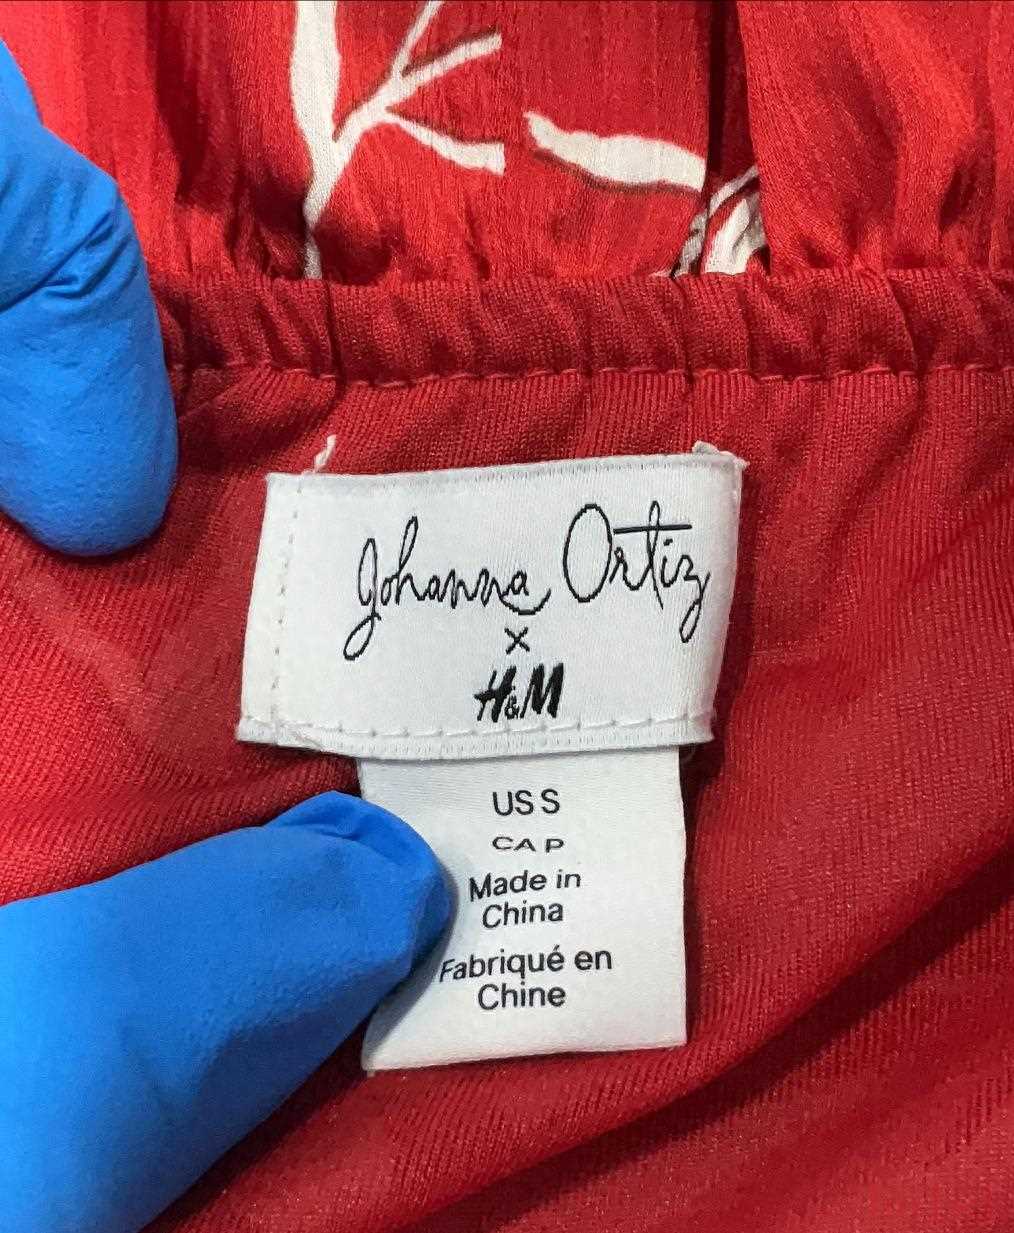 Johanna Ortiz
x
H&M
US S
CA P
Made in
China
Fabriqué en
Chine